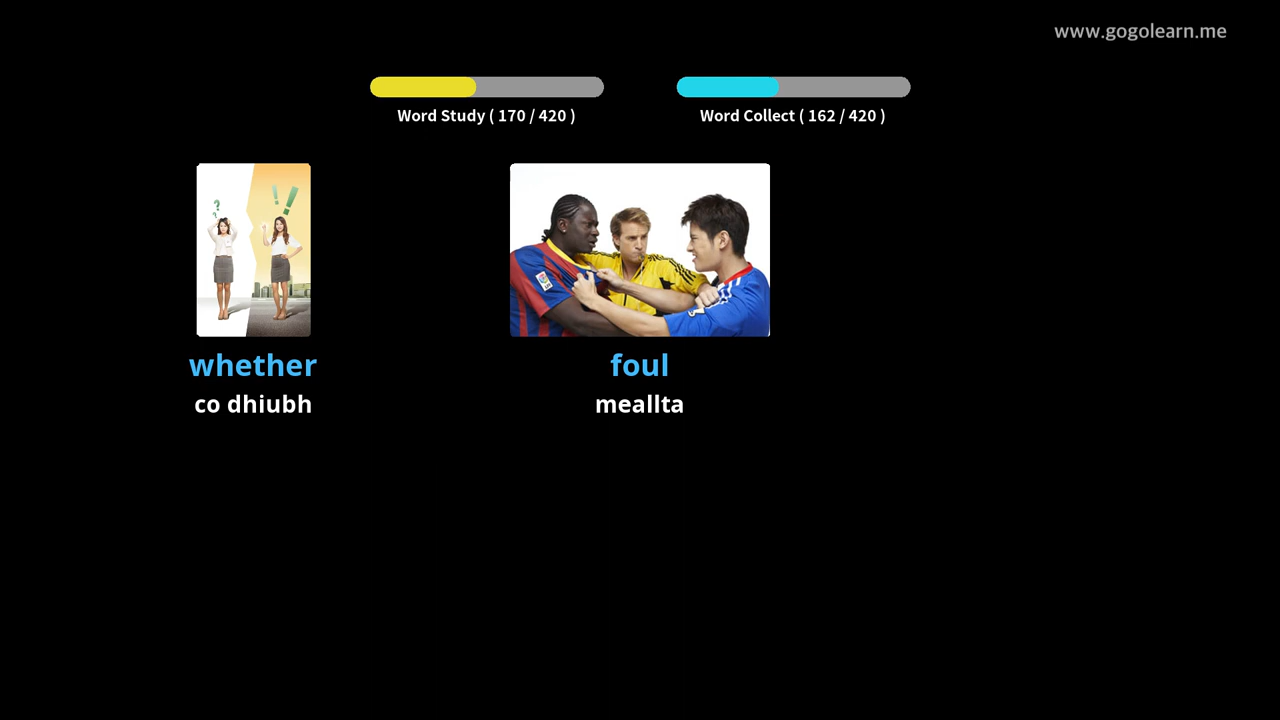 www.gogolearn.me
Word Study ( 170 / 420 )
Word Collect ( 162 / 420 )
whether
co dhiubh
foul
meallta